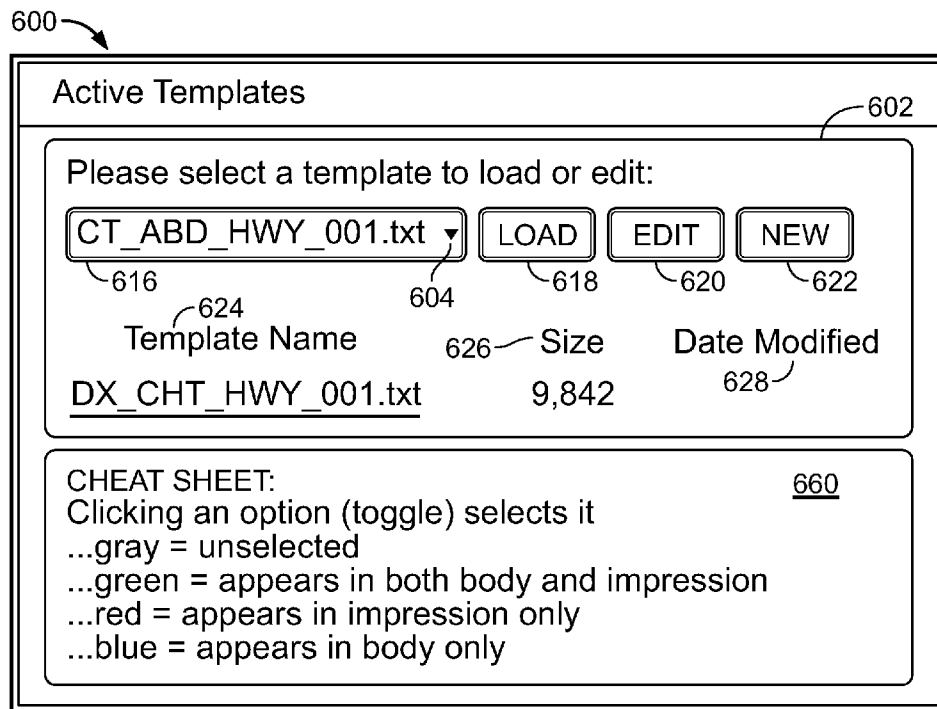 600
Active Templates
602
Please select a template to load or edit:
CT_ABD_HWY_001.txt LOAD EDIT NEW
616 604 618 620 622
624
Template Name 626 Size Date Modified
628
DX_CHT_HWY_001.txt 9,842
CHEAT SHEET: 660
Clicking an option (toggle) selects it
...gray = unselected
...green = appears in both body and impression
...red = appears in impression only
...blue = appears in body only